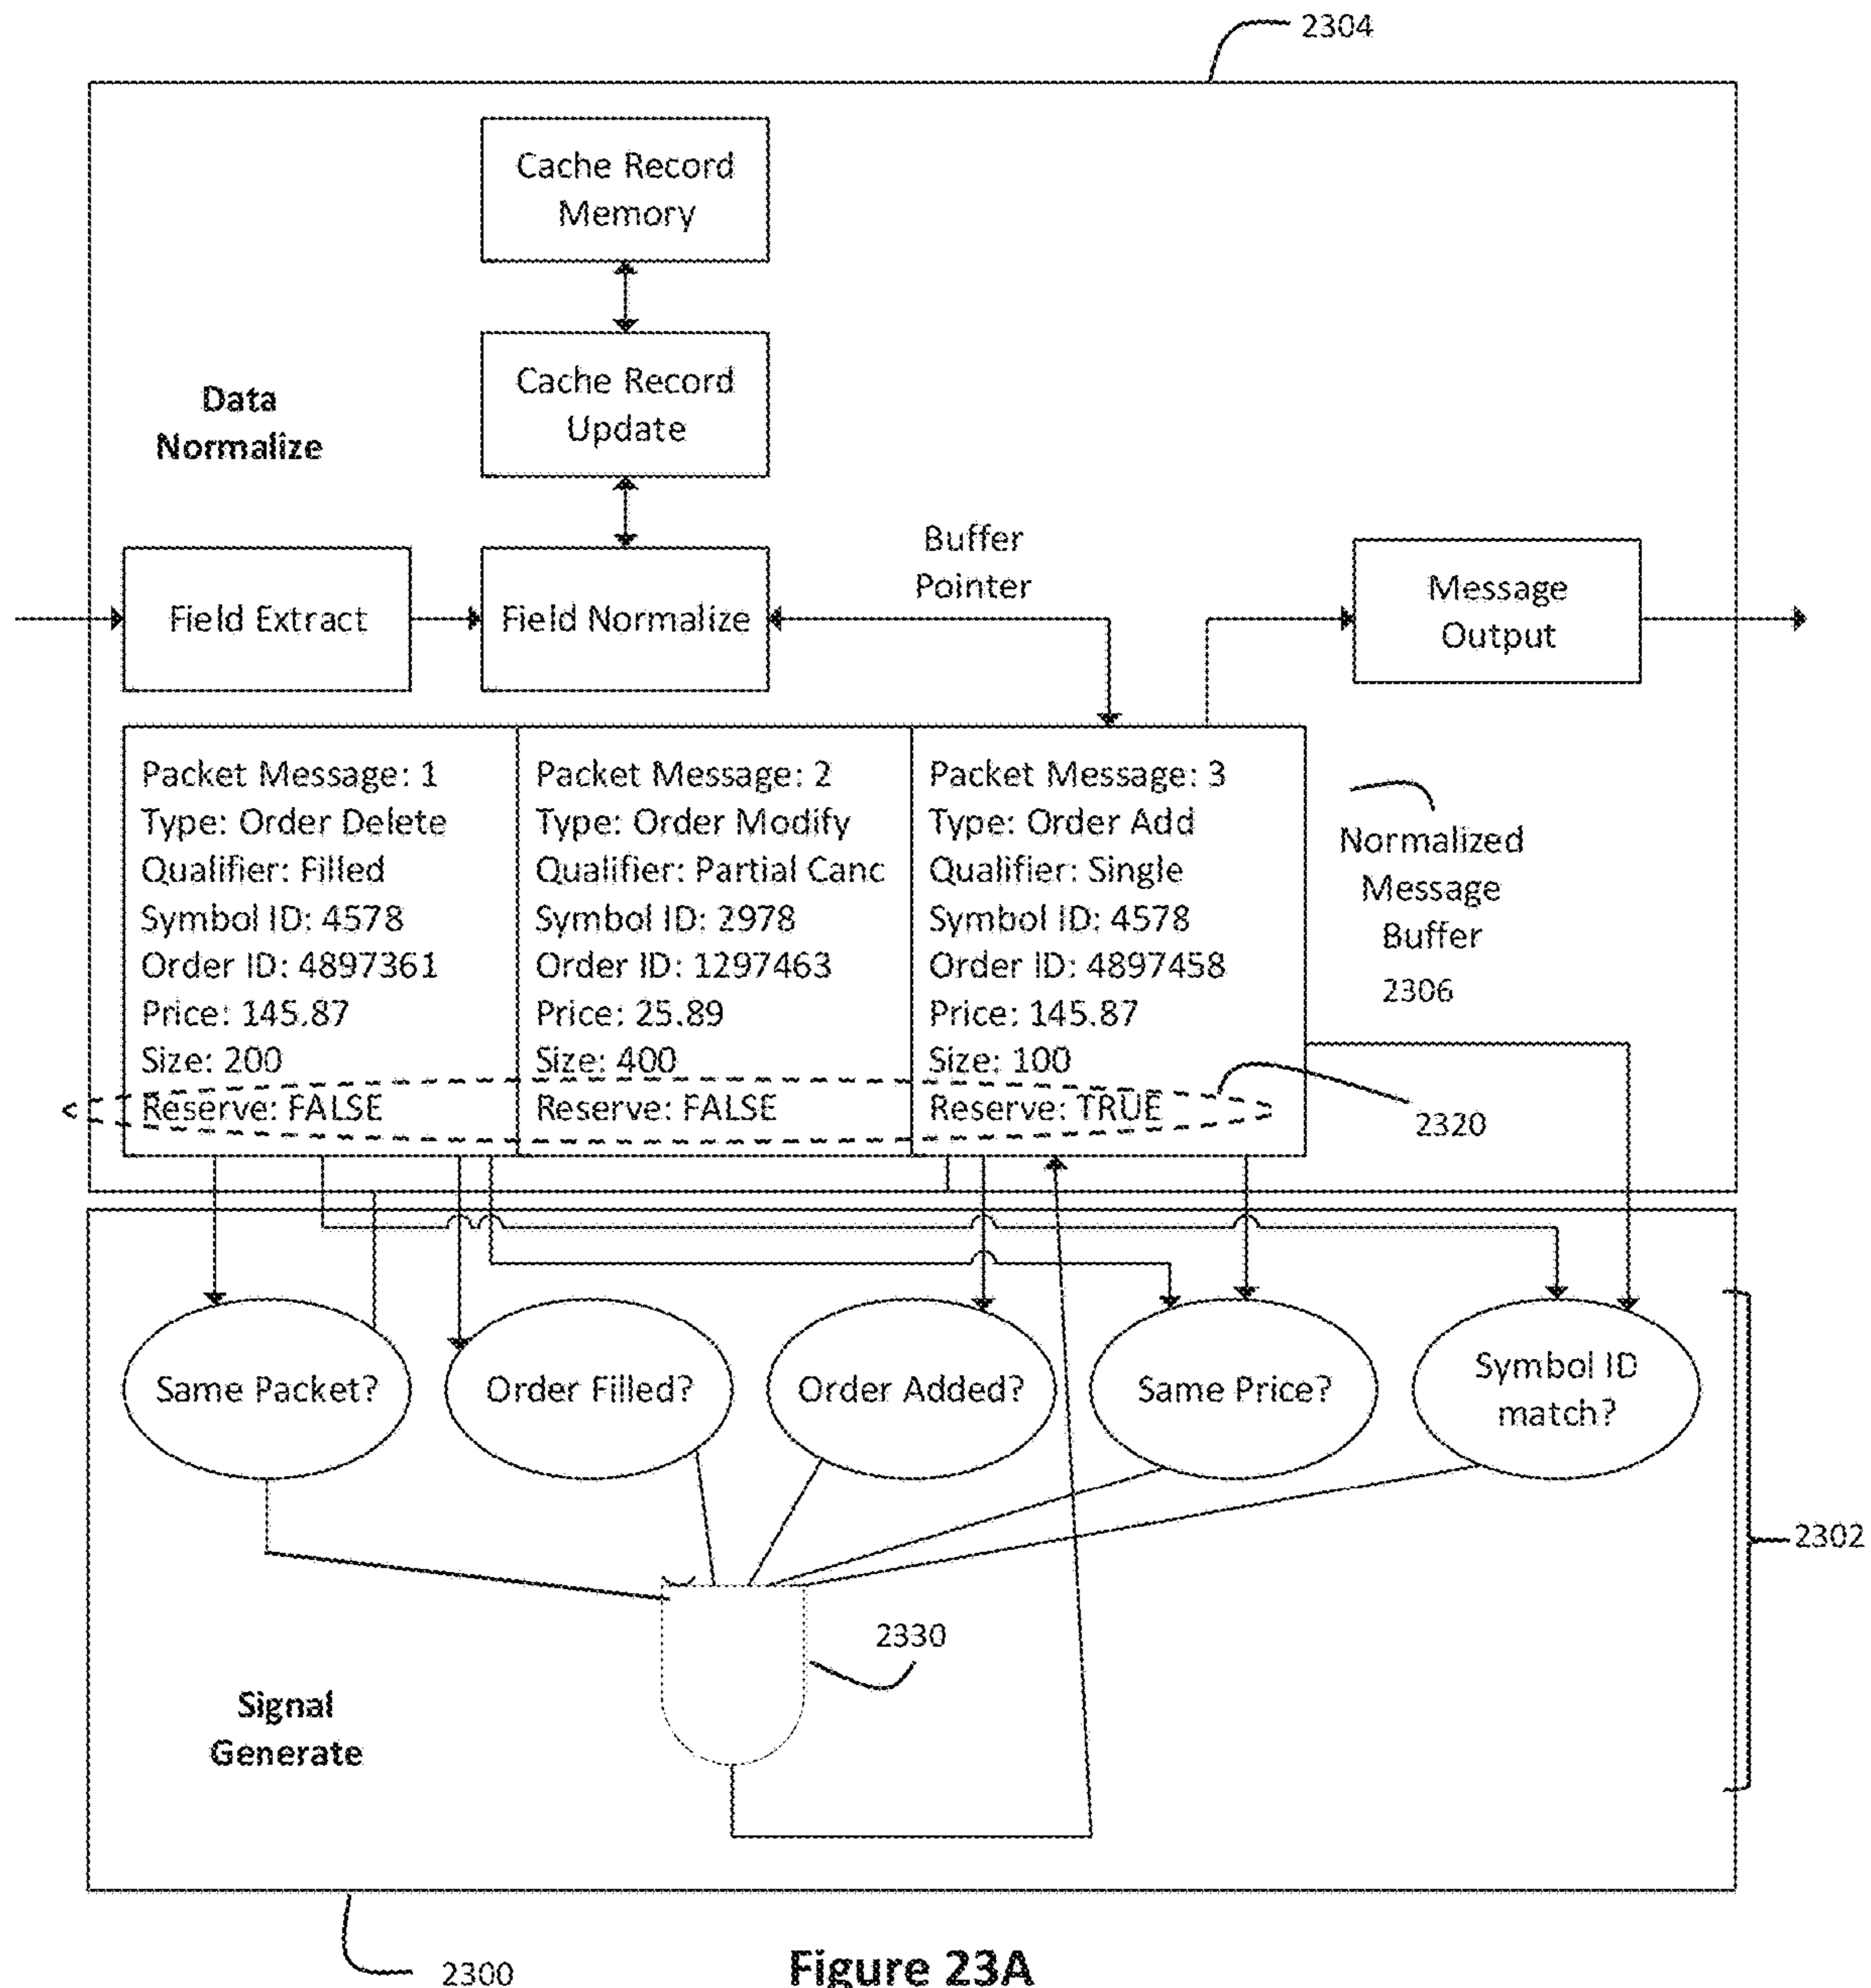 2304
Cache Record
Memory
Cache Record
Update
Data
Normalize
Buffer
Pointer
Field Extract
Field Normalize
Message
Output
Packet Message: 1
Type: Order Delete
Qualifier: Filled
Symbol ID: 4578
Order ID: 4897361
Price: 145.87
Size: 200
Reserve: FALSE
Packet Message: 2
Type: Order Modify
Qualifier: Partial Canc
Symbol ID: 2978
Order ID: 1297463
Price: 25.89
Size: 400
Reserve: FALSE
Packet Message: 3
Type: Order Add
Qualifier: Single
Symbol ID: 4578
Order ID: 4897458
Price: 145.87
Size: 100
Reserve: TRUE
Normalized
Message
Buffer
2306
2320
Same Packet?
Order Filled?
Order Added?
Same Price?
Symbol ID
match?
2302
2330
Signal
Generate
2300
Figure 23A